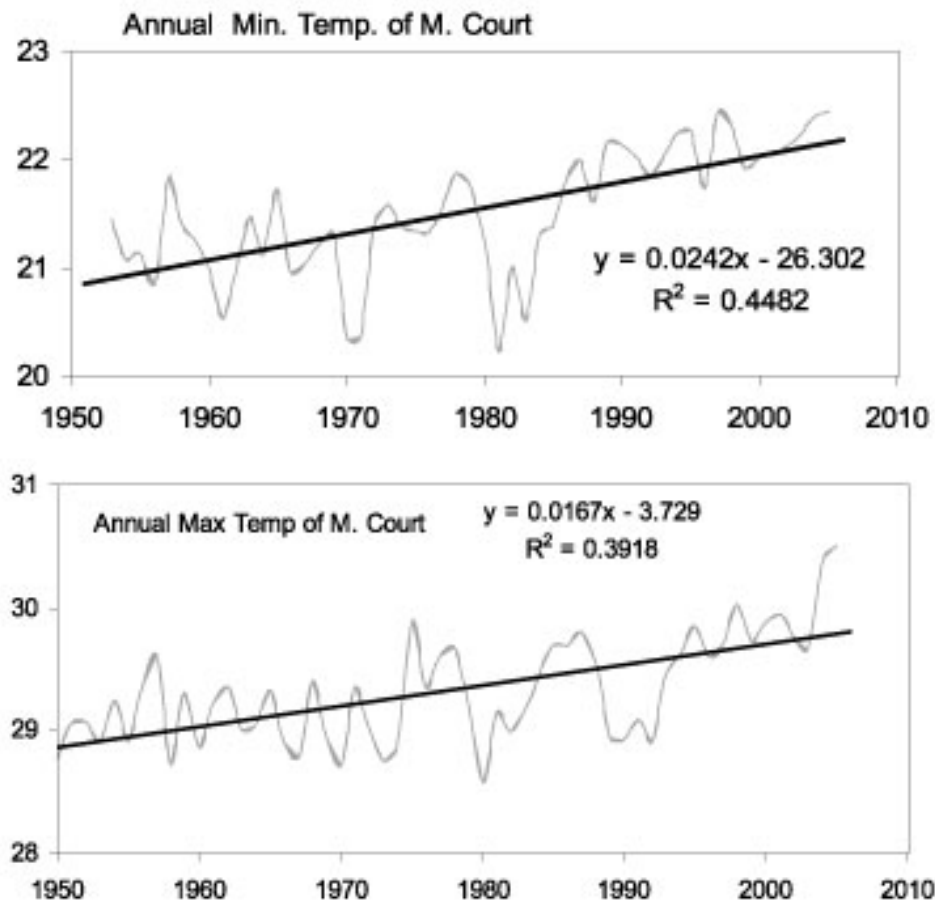 Annual Min. Temp. of M. Court
23
22
21
20
y = 0.0242x - 26.302
R² = 0.4482
1950 1960 1970 1980 1990 2000 2010
31
30
29
28
Annual Max Temp of M. Court
y = 0.0167x - 3.729
R² = 0.3918
1950 1960 1970 1980 1990 2000 2010